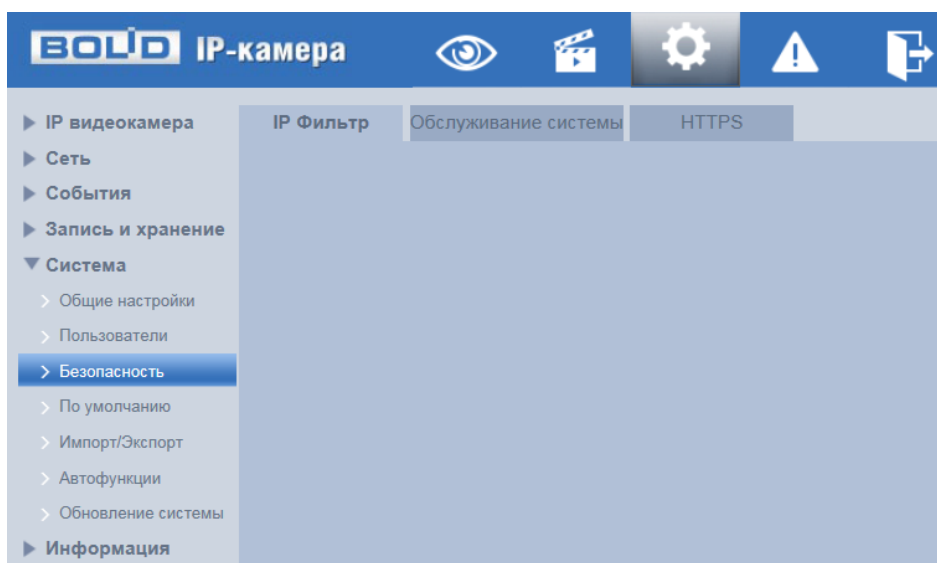 BOLID IP-камера
IP видеокамера
Сеть
События
Запись и хранение
Система
Общие настройки
Пользователи
Безопасность
По умолчанию
Импорт/Экспорт
Автофункции
Обновление системы
Информация
IP Фильтр
Обслуживание системы
HTTPS